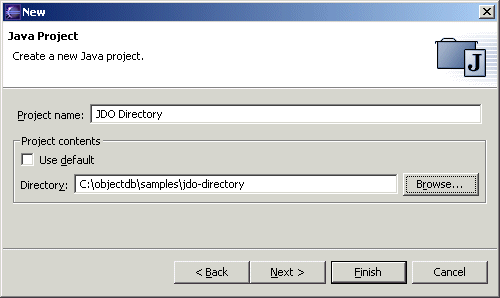 New
Java Project
Create a new Java project.
J
Project name: JDO Directory
Project contents
Use default
Directory: C:\objectdb\samples\jdo-directory Browse...
< Back Next > Finish Cancel